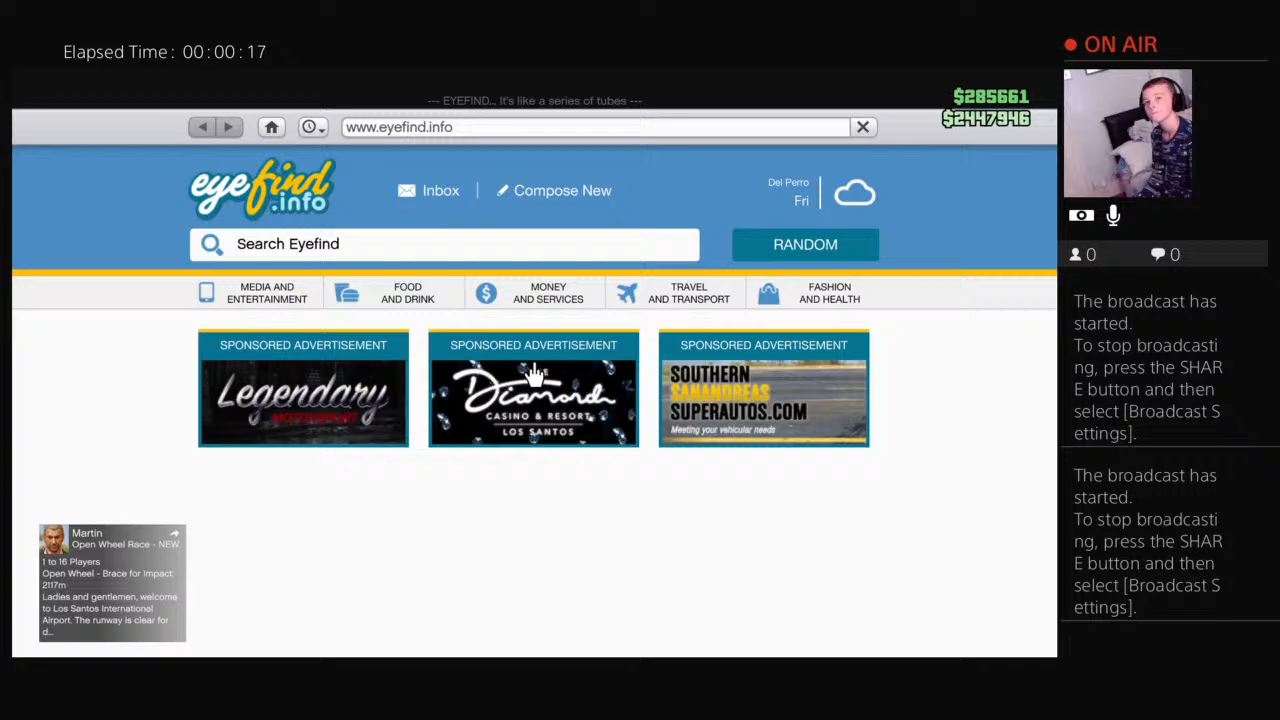 Elapsed Time: 00:00:17
ON AIR
--- EYEFIND... It's like a series of tubes ---
$285661
$2447946
www.eyefind.info
eyefind
.info
Inbox
Compose New
Del Perro
Fri
Search Eyefind
RANDOM
0
0
MEDIA AND
ENTERTAINMENT
FOOD
AND DRINK
MONEY
AND SERVICES
TRAVEL
AND TRANSPORT
FASHION
AND HEALTH
SPONSORED ADVERTISEMENT
Legendary
MOTORSPORT
SPONSORED ADVERTISEMENT
Diamond
CASINO & RESORT
LOS SANTOS
SPONSORED ADVERTISEMENT
SOUTHERN
SANANDREAS
SUPERAUTOS.COM
Meeting your vehicular needs
The broadcast has
started.
To stop broadcasti
ng, press the SHAR
E button and then
select [Broadcast S
ettings].
The broadcast has
started.
To stop broadcasti
ng, press the SHAR
E button and then
select [Broadcast S
ettings].
Martin
Open Wheel Race - NEW
1 to 16 Players
Open Wheel - Brace for Impact,
2117m
Ladies and gentlemen, welcome
to Los Santos International
Airport. The runway is clear for
d...